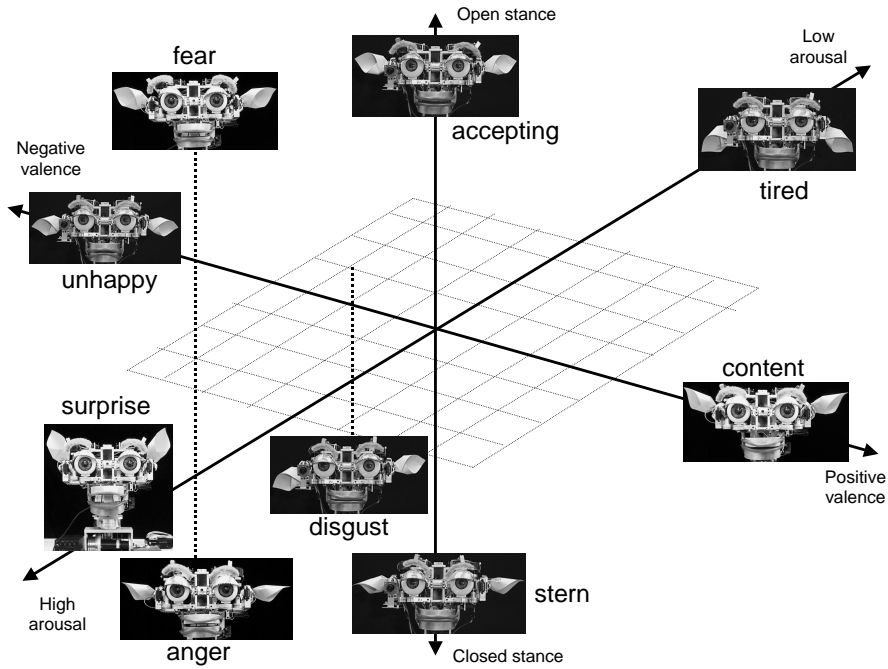 Open stance
Low
arousal
fear
accepting
Negative
valence
tired
unhappy
content
surprise
Positive
valence
disgust
stern
High
arousal
anger
Closed stance